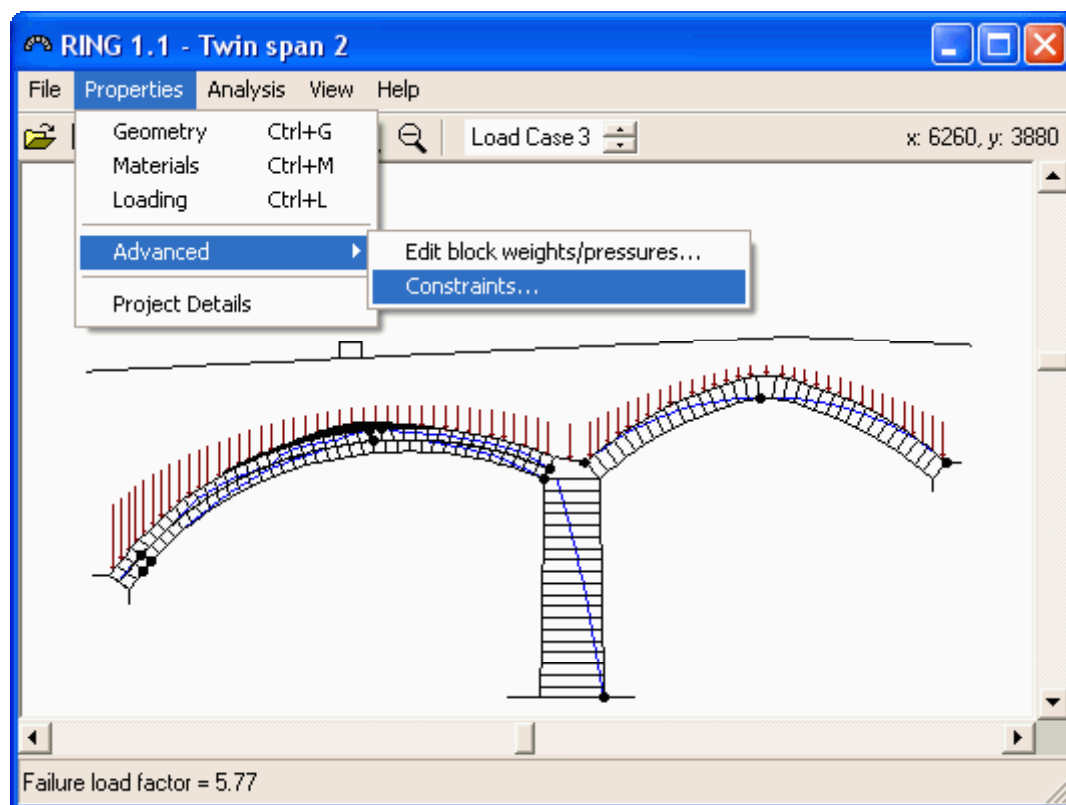 RING 1.1 - Twin span 2
File Properties Analysis View Help
Load Case 3 x: 6260, y: 3880
Geometry Ctrl+G
Materials Ctrl+M
Loading Ctrl+L
Advanced Edit block weights/pressures...
Constraints...
Project Details
Failure load factor = 5.77